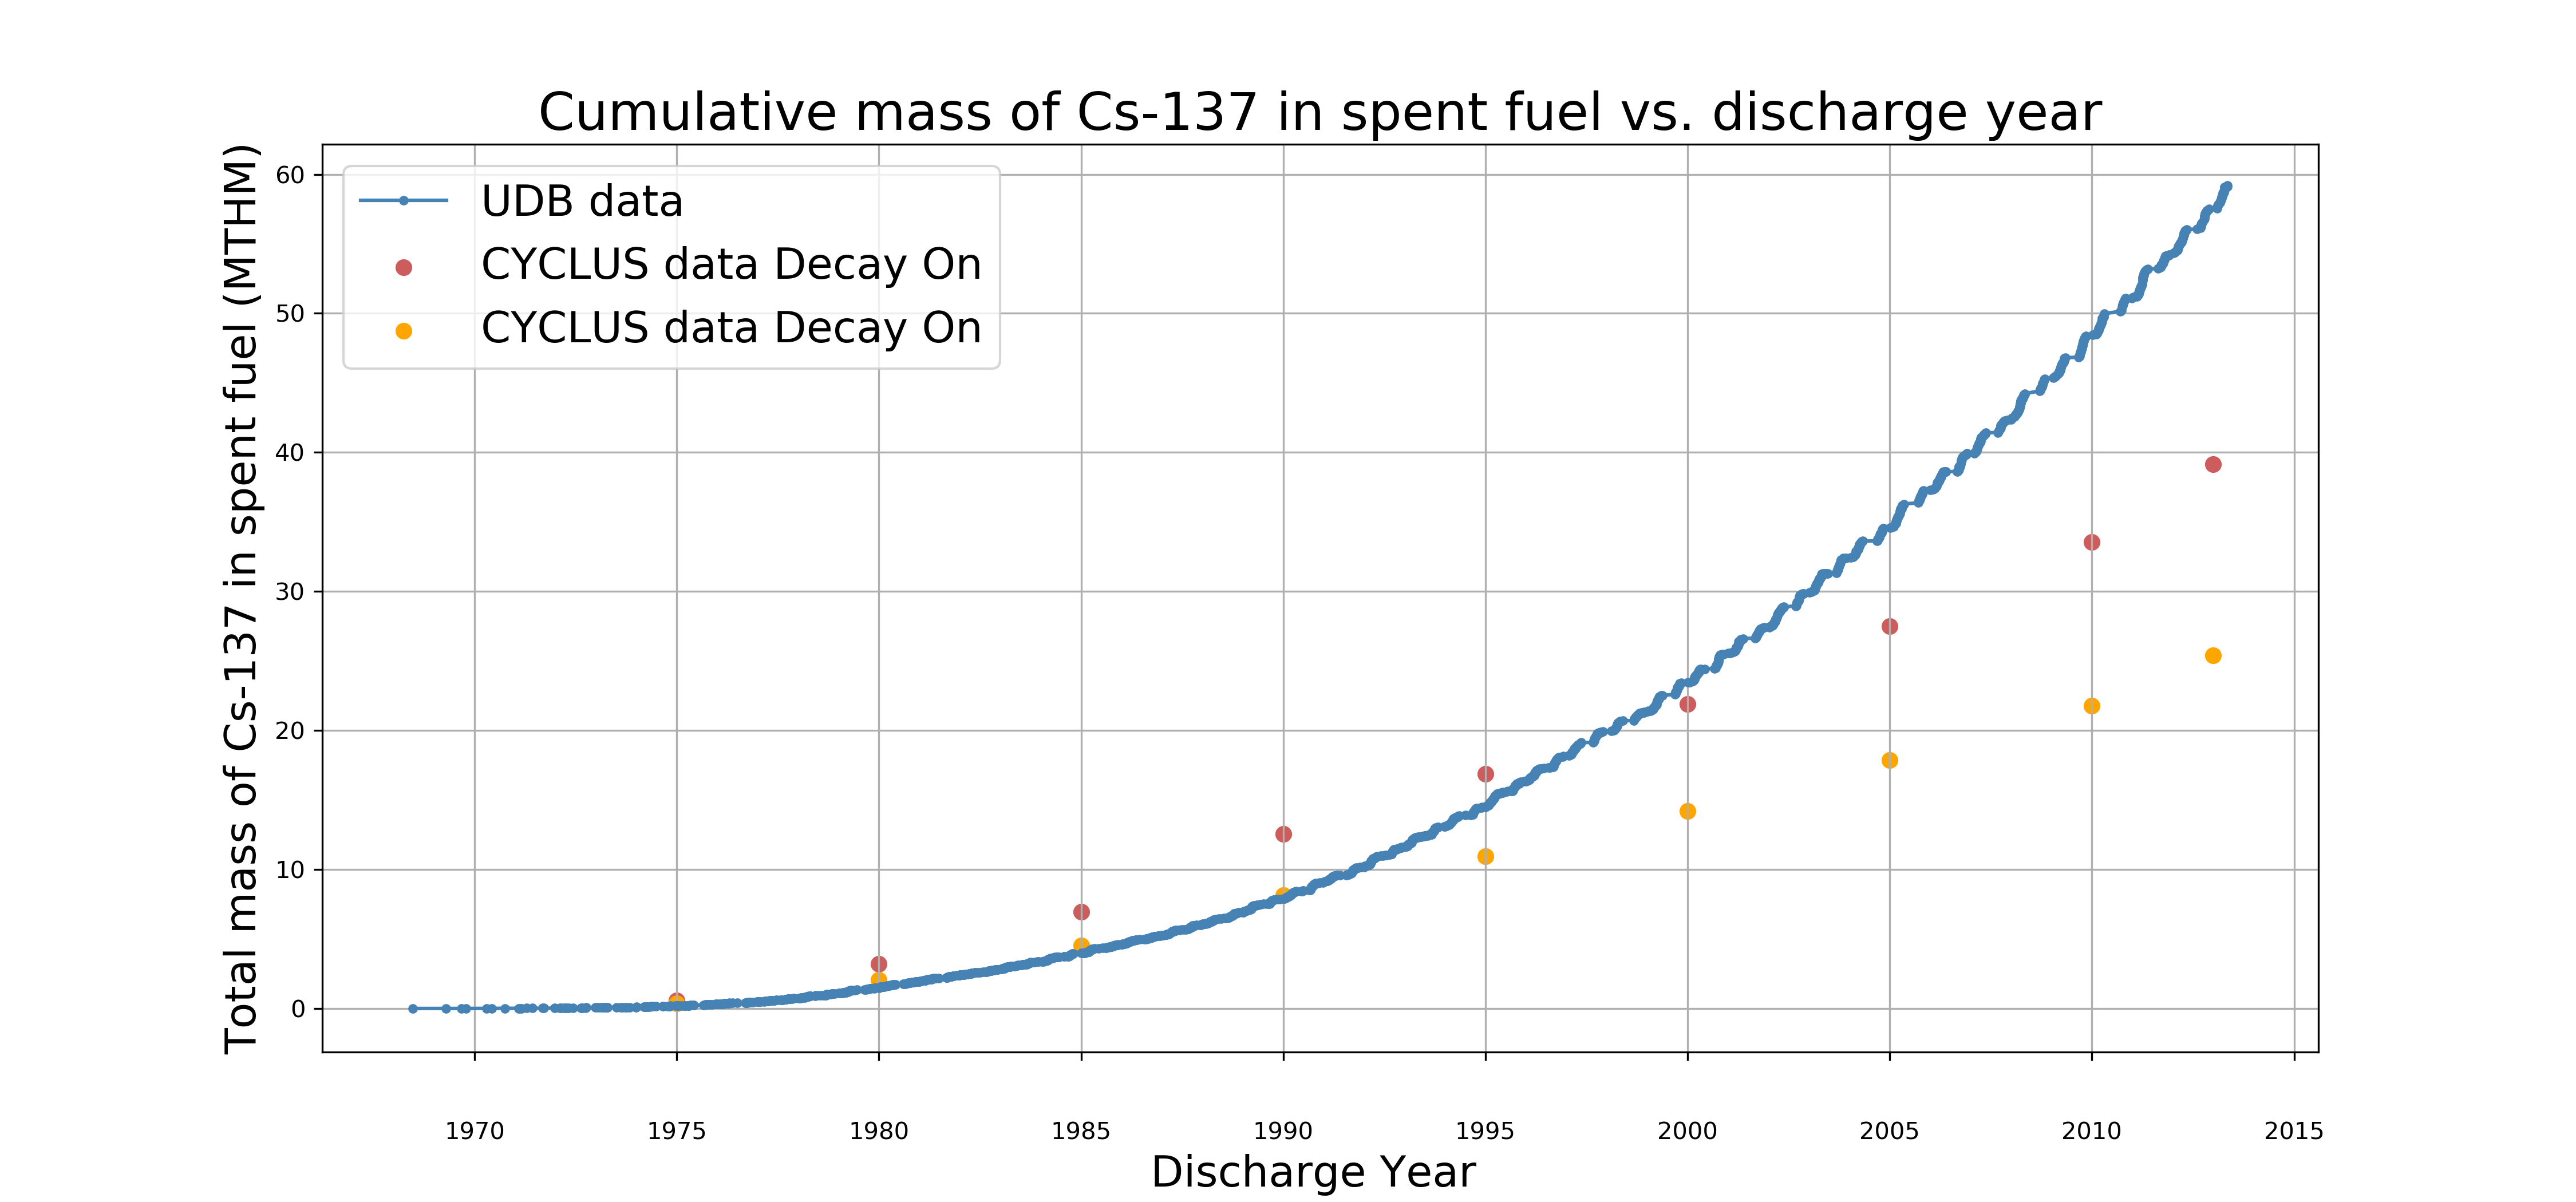 Cumulative mass of Cs-137 in spent fuel vs. discharge year
Total mass of Cs-137 in spent fuel (MTHM)
60
50
40
30
20
10
0
UDB data
CYCLUS data Decay On
CYCLUS data Decay On
1970 1975 1980 1985 1990 1995 2000 2005 2010 2015
Discharge Year